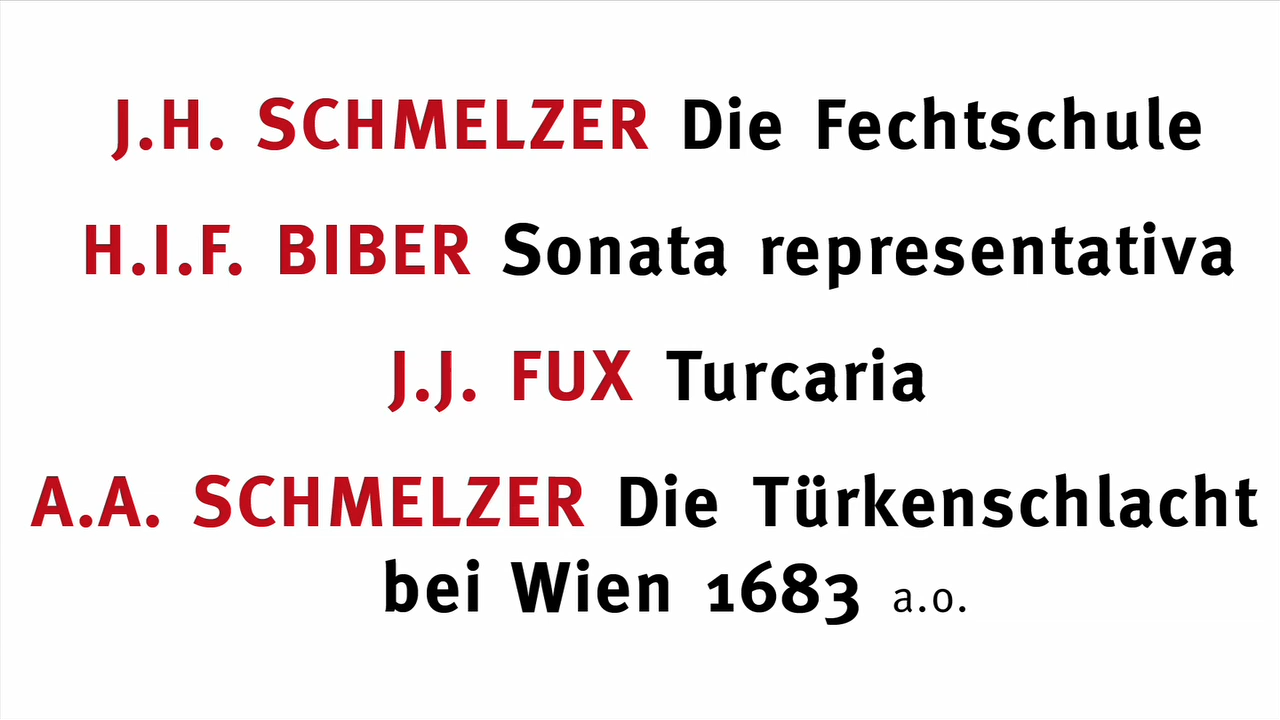 J.H. SCHMELZER Die Fechtschule
H.I.F. BIBER Sonata representativa
J.J. FUX Turcaria
A.A. SCHMELZER Die Türkenschlacht
bei Wien 1683 a.o.